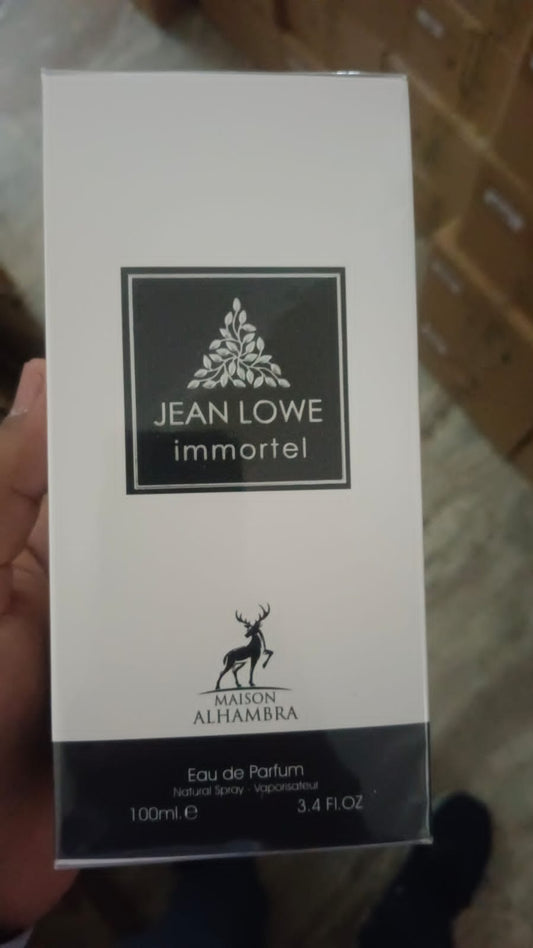 JEAN LOWE
immortel
MAISON
ALHAMBRA
Eau de Parfum
Natural Spray - Vaporisateur
100ml.e 3.4 Fl.OZ